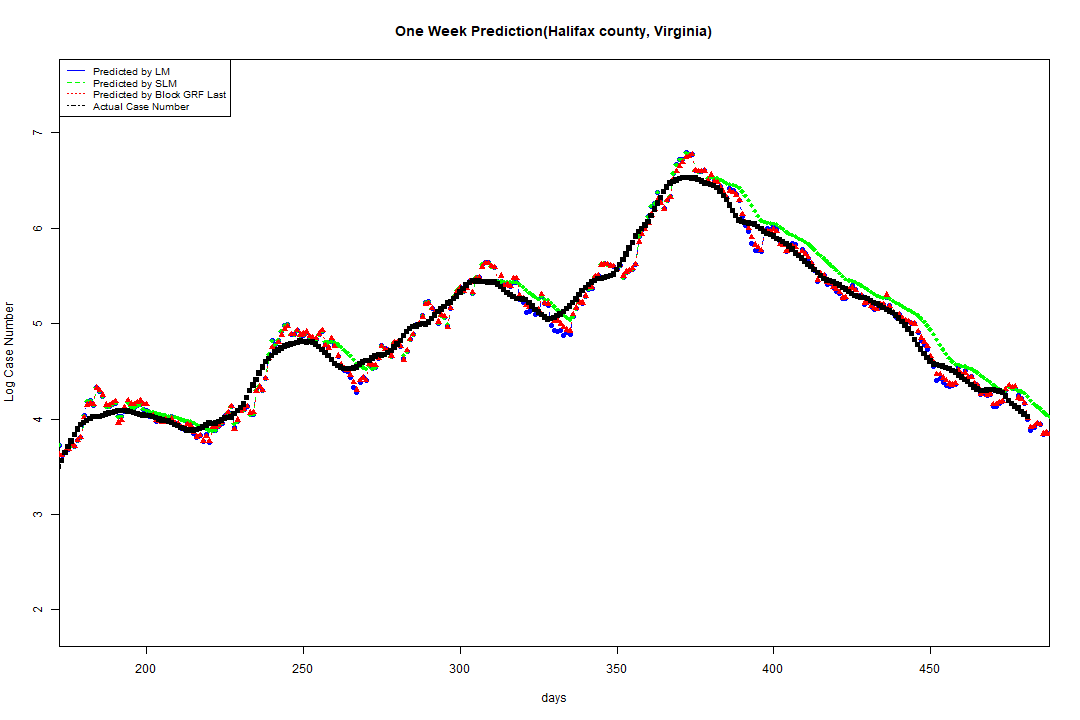 One Week Prediction(Halifax county, Virginia)
Predicted by LM
Predicted by SLM
Predicted by Block GRF Last
Actual Case Number
7
6
5
4
3
2
Log Case Number
200 250 300 350 400 450
days